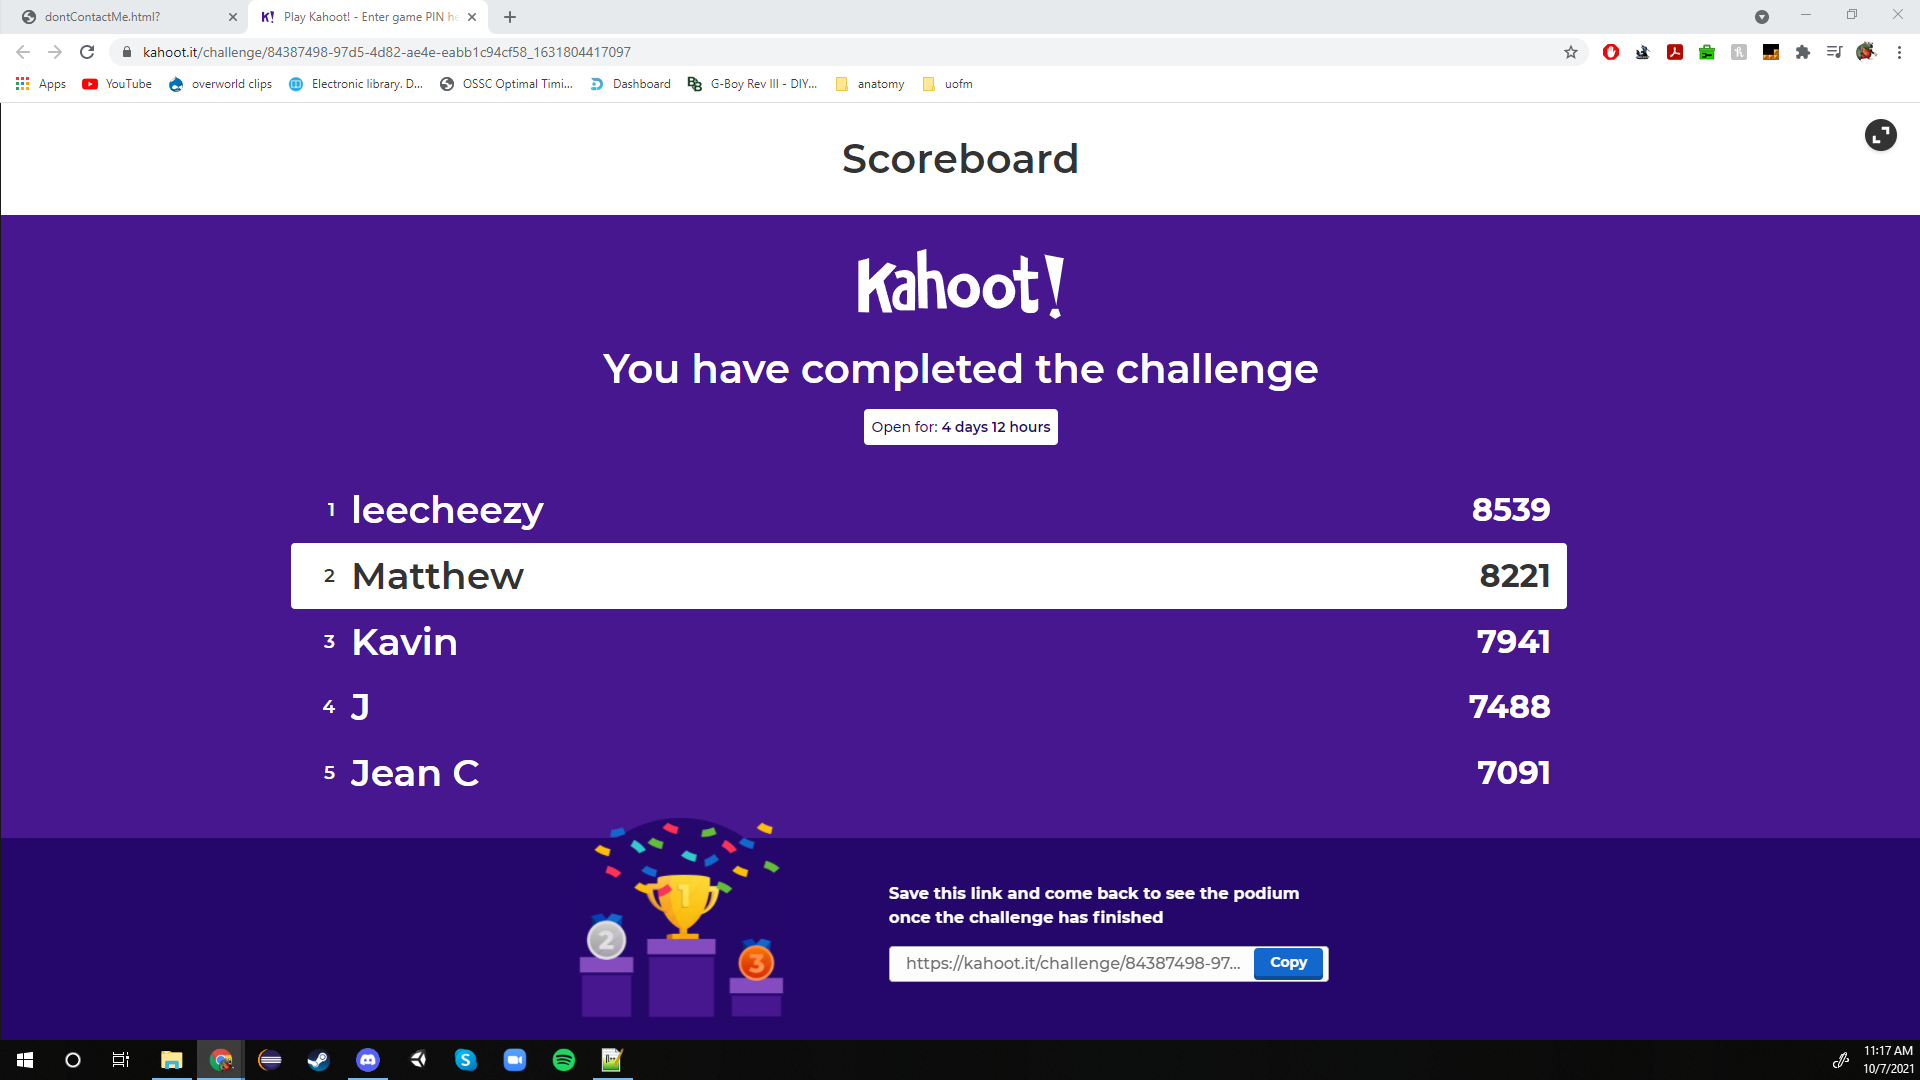 dontContactMe.html?
K! Play Kahoot! - Enter game PIN he
kahoot.it/challenge/84387498-97d5-4d82-ae4e-eabb1c94cf58_1631804417097
Apps YouTube overworld clips Electronic library. D... OSSC Optimal Timi... Dashboard G-Boy Rev III - DIY... anatomy uofm
Scoreboard
Kahoot!
You have completed the challenge
Open for: 4 days 12 hours
1 leecheezy 8539
2 Matthew 8221
3 Kavin 7941
4 J 7488
5 Jean C 7091
1
2
3
Save this link and come back to see the podium
once the challenge has finished
https://kahoot.it/challenge/84387498-97... Copy
11:17 AM
10/7/2021